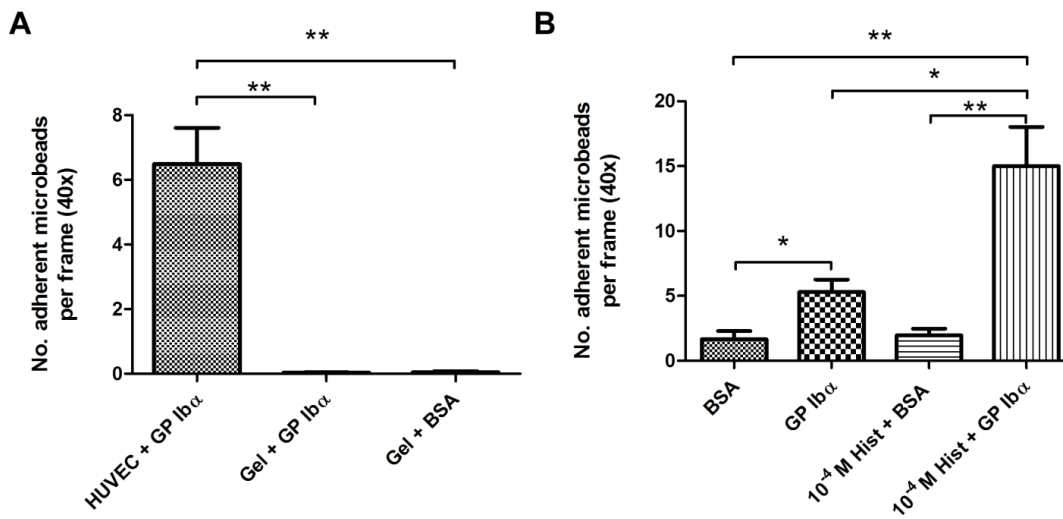 A
**
**
No. adherent microbeads
per frame (40x)
8
6
4
2
0
HUVEC + GP Ibα
Gel + GP Ibα
Gel + BSA
B
**
*
**
*
No. adherent microbeads
per frame (40x)
20
15
10
5
0
BSA
GP Ibα
10⁻⁴ M Hist + BSA
10⁻⁴ M Hist + GP Ibα